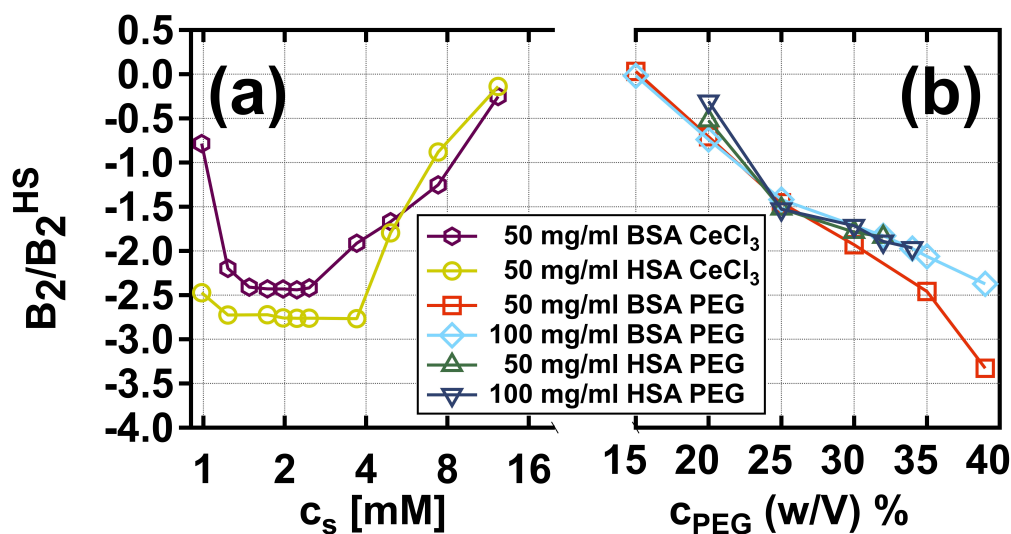 0.5
0.0
-0.5
-1.0
-1.5
-2.0
-2.5
-3.0
-3.5
-4.0
B2/B2^HS
(a)
(b)
50 mg/ml BSA CeCl3
50 mg/ml HSA CeCl3
50 mg/ml BSA PEG
100 mg/ml BSA PEG
50 mg/ml HSA PEG
100 mg/ml HSA PEG
1 2 4 8 16
15 20 25 30 35 40
cs [mM]
cPEG (w/V) %